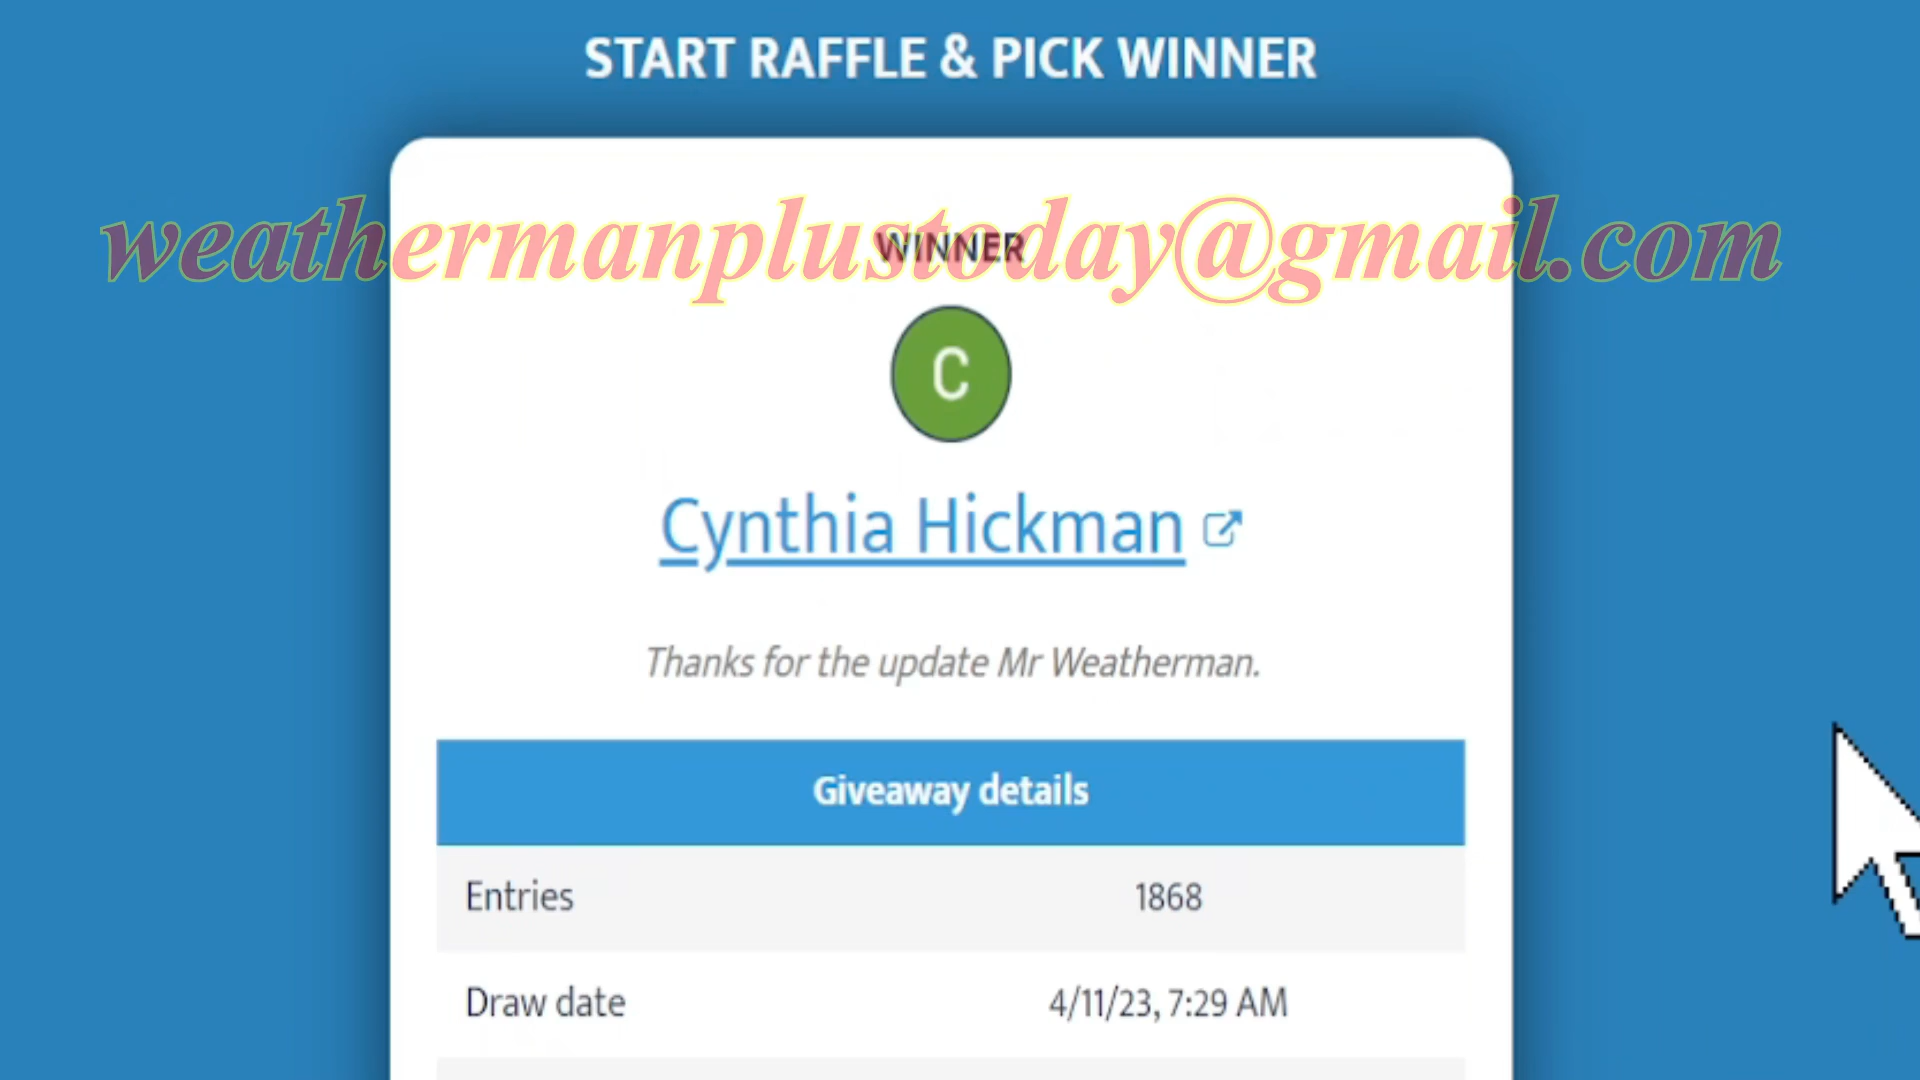 START RAFFLE & PICK WINNER
weathermanplustoday@gmail.com
WINNER
C
Cynthia Hickman
Thanks for the update Mr Weatherman.
Giveaway details
Entries 1868
Draw date 4/11/23, 7:29 AM